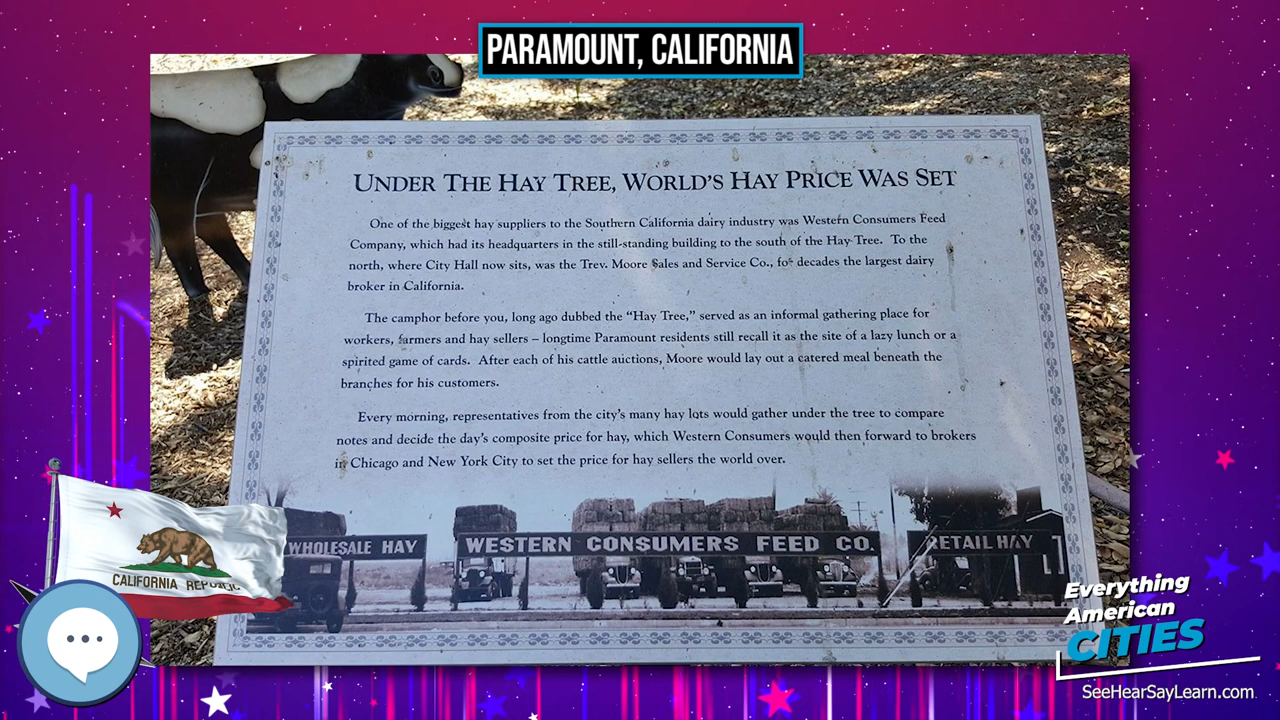 PARAMOUNT, CALIFORNIA
UNDER THE HAY TREE, WORLD'S HAY PRICE WAS SET
One of the biggest hay suppliers to the Southern California dairy industry was Western Consumers Feed
Company, which had its headquarters in the still-standing building to the south of the Hay Tree. To the
north, where City Hall now sits, was the Trev. Moore Sales and Service Co., for decades the largest dairy
broker in California.
The camphor before you, long ago dubbed the “Hay Tree,” served as an informal gathering place for
workers, farmers and hay sellers – longtime Paramount residents still recall it as the site of a lazy lunch or a
spirited game of cards. After each of his cattle auctions, Moore would lay out a catered meal beneath the
branches for his customers.
Every morning, representatives from the city's many hay lots would gather under the tree to compare
notes and decide the day's composite price for hay, which Western Consumers would then forward to brokers
in Chicago and New York City to set the price for hay sellers the world over.
WHOLESALE HAY
WESTERN CONSUMERS FEED CO.
RETAIL HAY
CALIFORNIA REPUBLIC
Everything
American
CITIES
SeeHearSayLearn.com